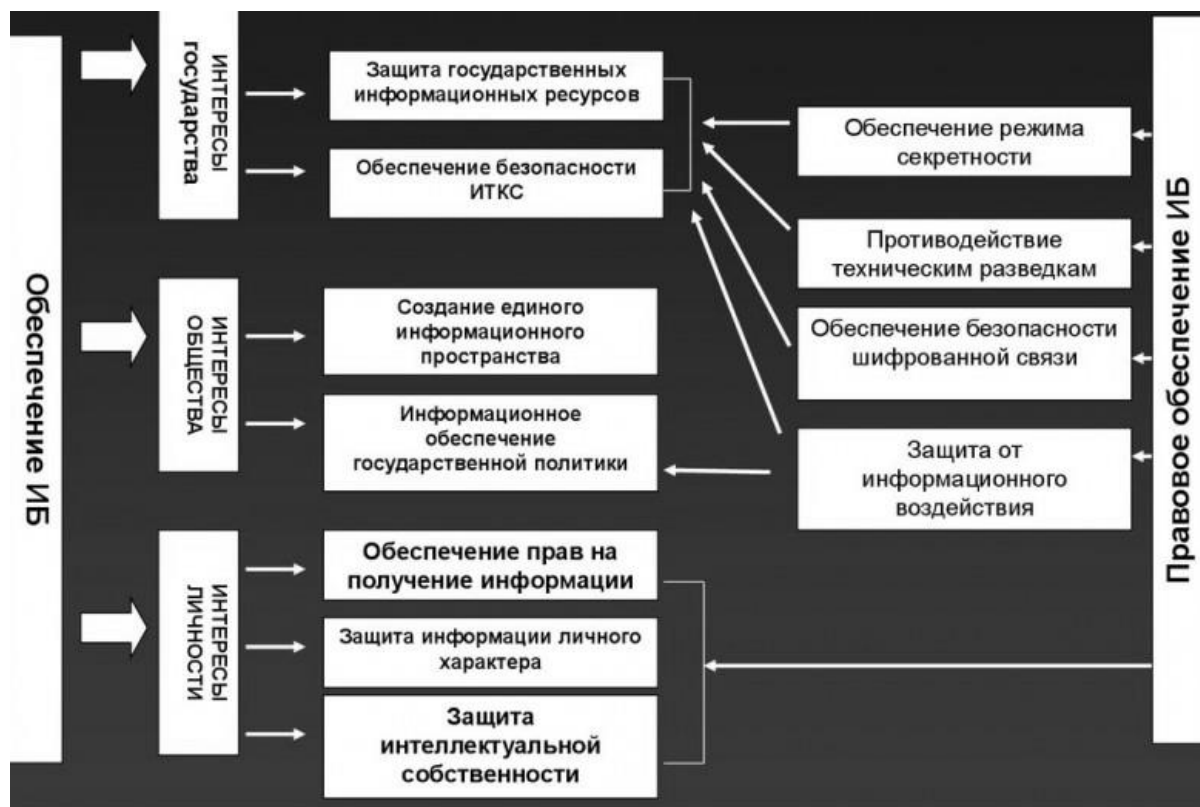 Обеспечение ИБ
ИНТЕРЕСЫ
государства
Защита государственных
информационных ресурсов
Обеспечение безопасности
ИТКС
ИНТЕРЕСЫ
ОБЩЕСТВА
Создание единого
информационного
пространства
Информационное
обеспечение
государственной политики
ИНТЕРЕСЫ
ЛИЧНОСТИ
Обеспечение прав на
получение информации
Защита информации личного
характера
Защита
интеллектуальной
собственности
Обеспечение режима
секретности
Противодействие
техническим разведкам
Обеспечение безопасности
шифрованной связи
Защита от
информационного
воздействия
Правовое обеспечение ИБ